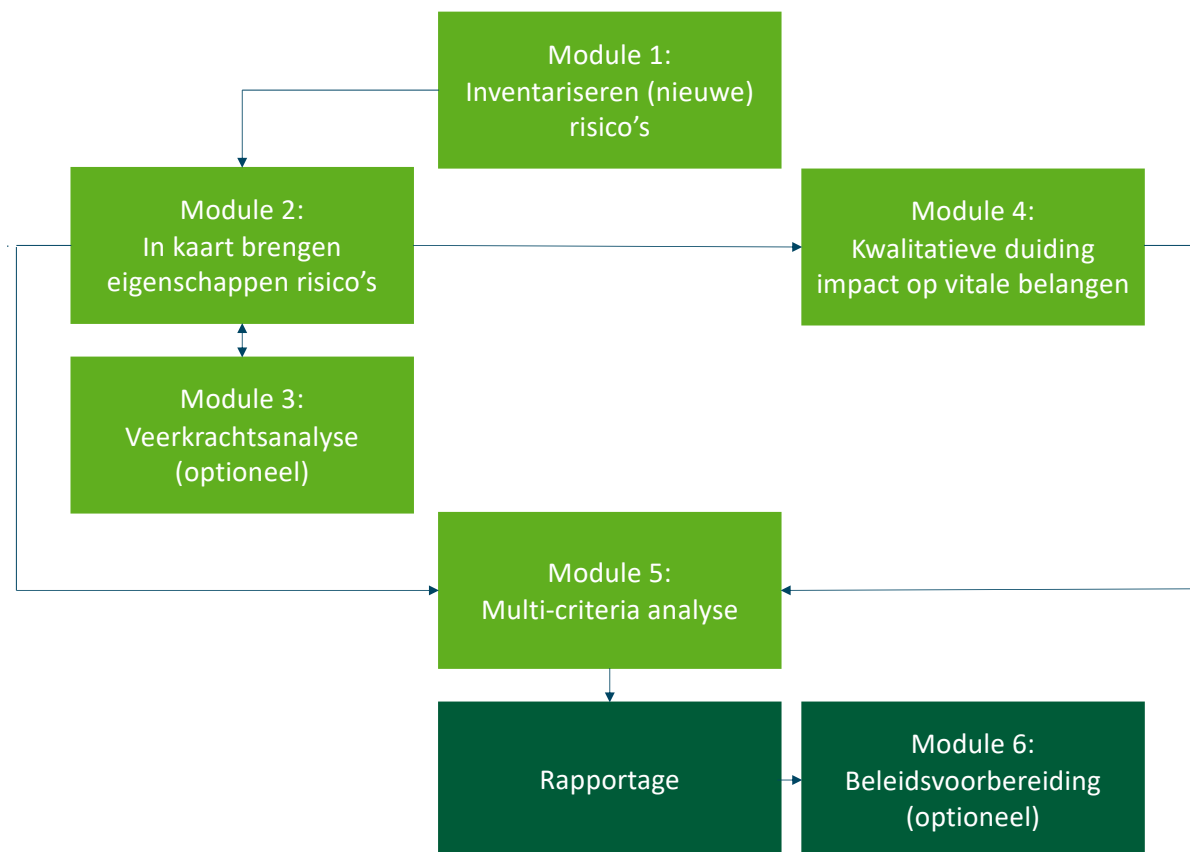 Module 1:
Inventariseren (nieuwe)
risico’s
Module 2:
In kaart brengen
eigenschappen risico’s
Module 4:
Kwalitatieve duiding
impact op vitale belangen
Module 3:
Veerkrachtsanalyse
(optioneel)
Module 5:
Multi-criteria analyse
Rapportage
Module 6:
Beleidsvoorbereiding
(optioneel)